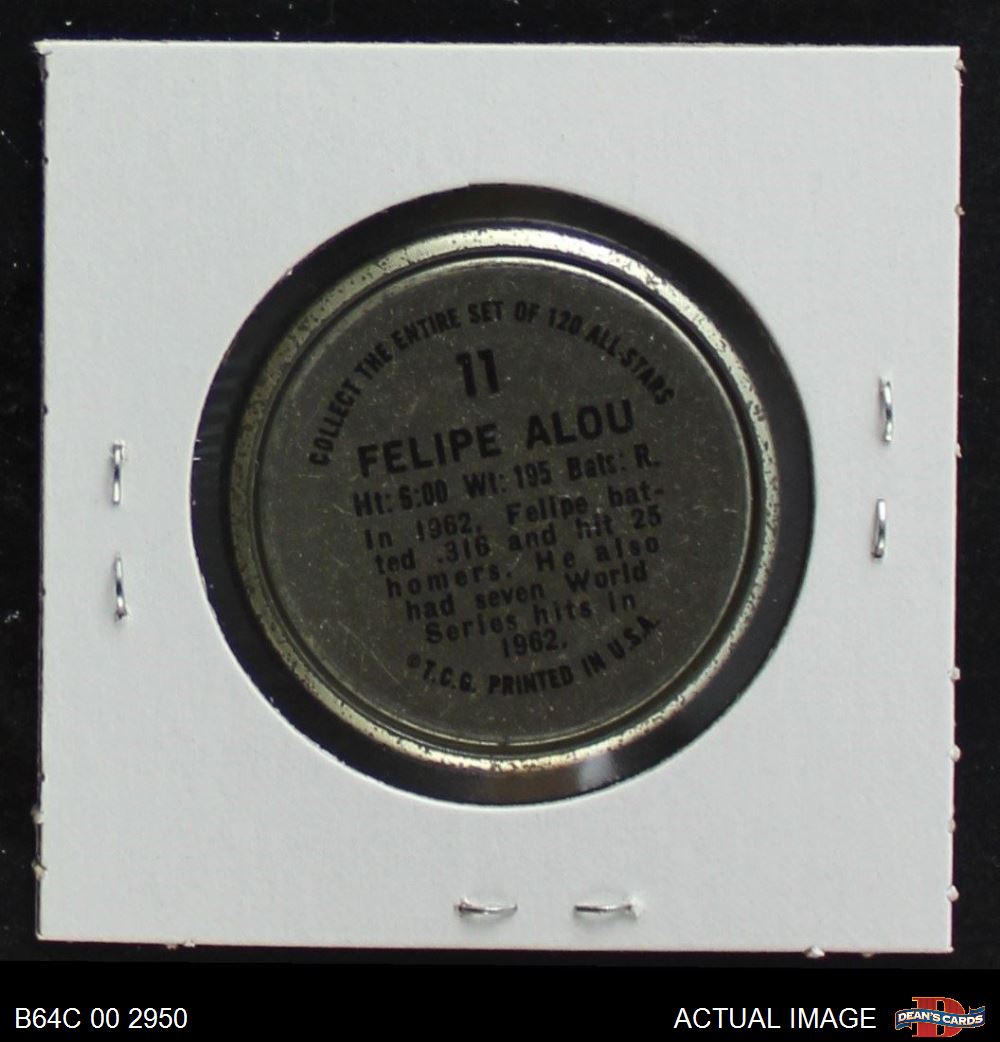 COLLECT THE ENTIRE SET OF 120 ALL-STARS
11
FELIPE ALOU
Ht: 6:00 Wt: 195 Bats: R.
In 1962, Felipe bat-
ted .316 and hit 25
homers. He also
had seven World
Series hits in
1962.
©T.C.G. PRINTED IN U.S.A.
B64C 00 2950
ACTUAL IMAGE
D
DEAN'S CARDS